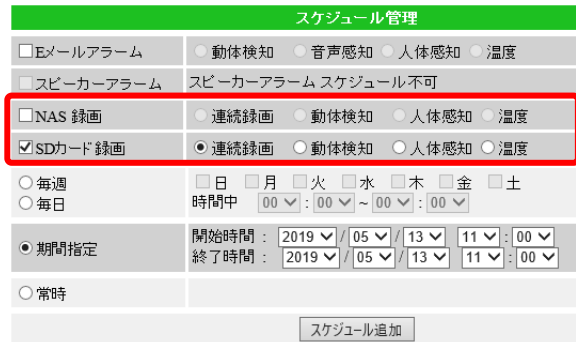 スケジュール管理
Eメールアラーム 動体検知 音声感知 人体感知 温度
スピーカーアラーム スピーカーアラーム スケジュール不可
NAS 録画 連続録画 動体検知 人体感知 温度
SDカード録画 連続録画 動体検知 人体感知 温度
毎週 日 月 火 水 木 金 土
毎日 時間中 00 : 00 ~ 00 : 00
期間指定 開始時間 : 2019 / 05 / 13 11 : 00
終了時間 : 2019 / 05 / 13 11 : 00
常時
スケジュール追加